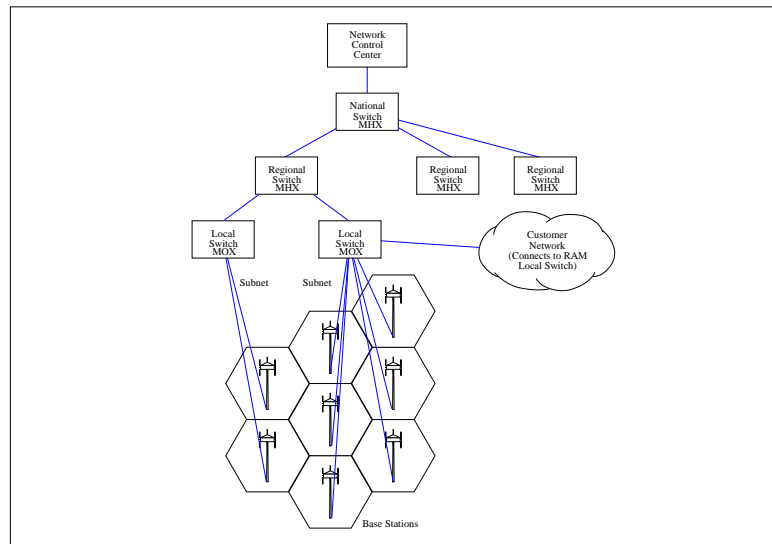 Network
Control
Center
National
Switch
MHX
Regional
Switch
MHX
Regional
Switch
MHX
Regional
Switch
MHX
Local
Switch
MOX
Local
Switch
MOX
Customer
Network
(Connects to RAM
Local Switch)
Subnet
Subnet
Base Stations